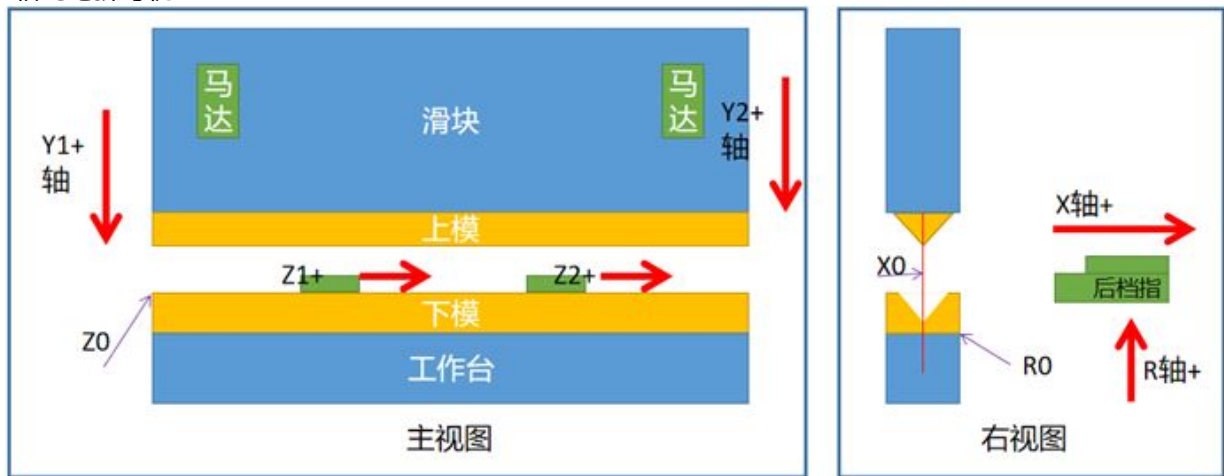 马达
滑块
马达
Y1+
轴
Y2+
轴
上模
Z1+
Z2+
下模
Z0
工作台
主视图
X轴+
X0
后档指
R0
R轴+
右视图